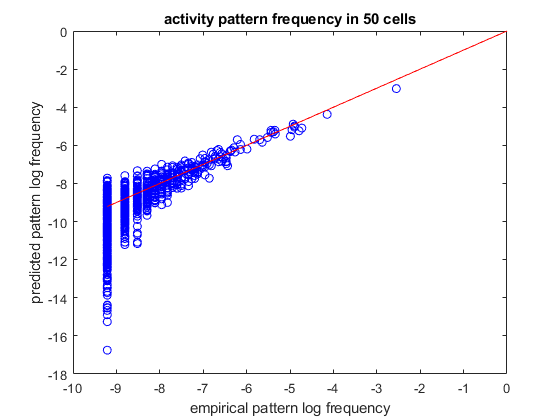 activity pattern frequency in 50 cells
0
-2
-4
-6
-8
-10
-12
-14
-16
-18
predicted pattern log frequency
-10 -9 -8 -7 -6 -5 -4 -3 -2 -1 0
empirical pattern log frequency